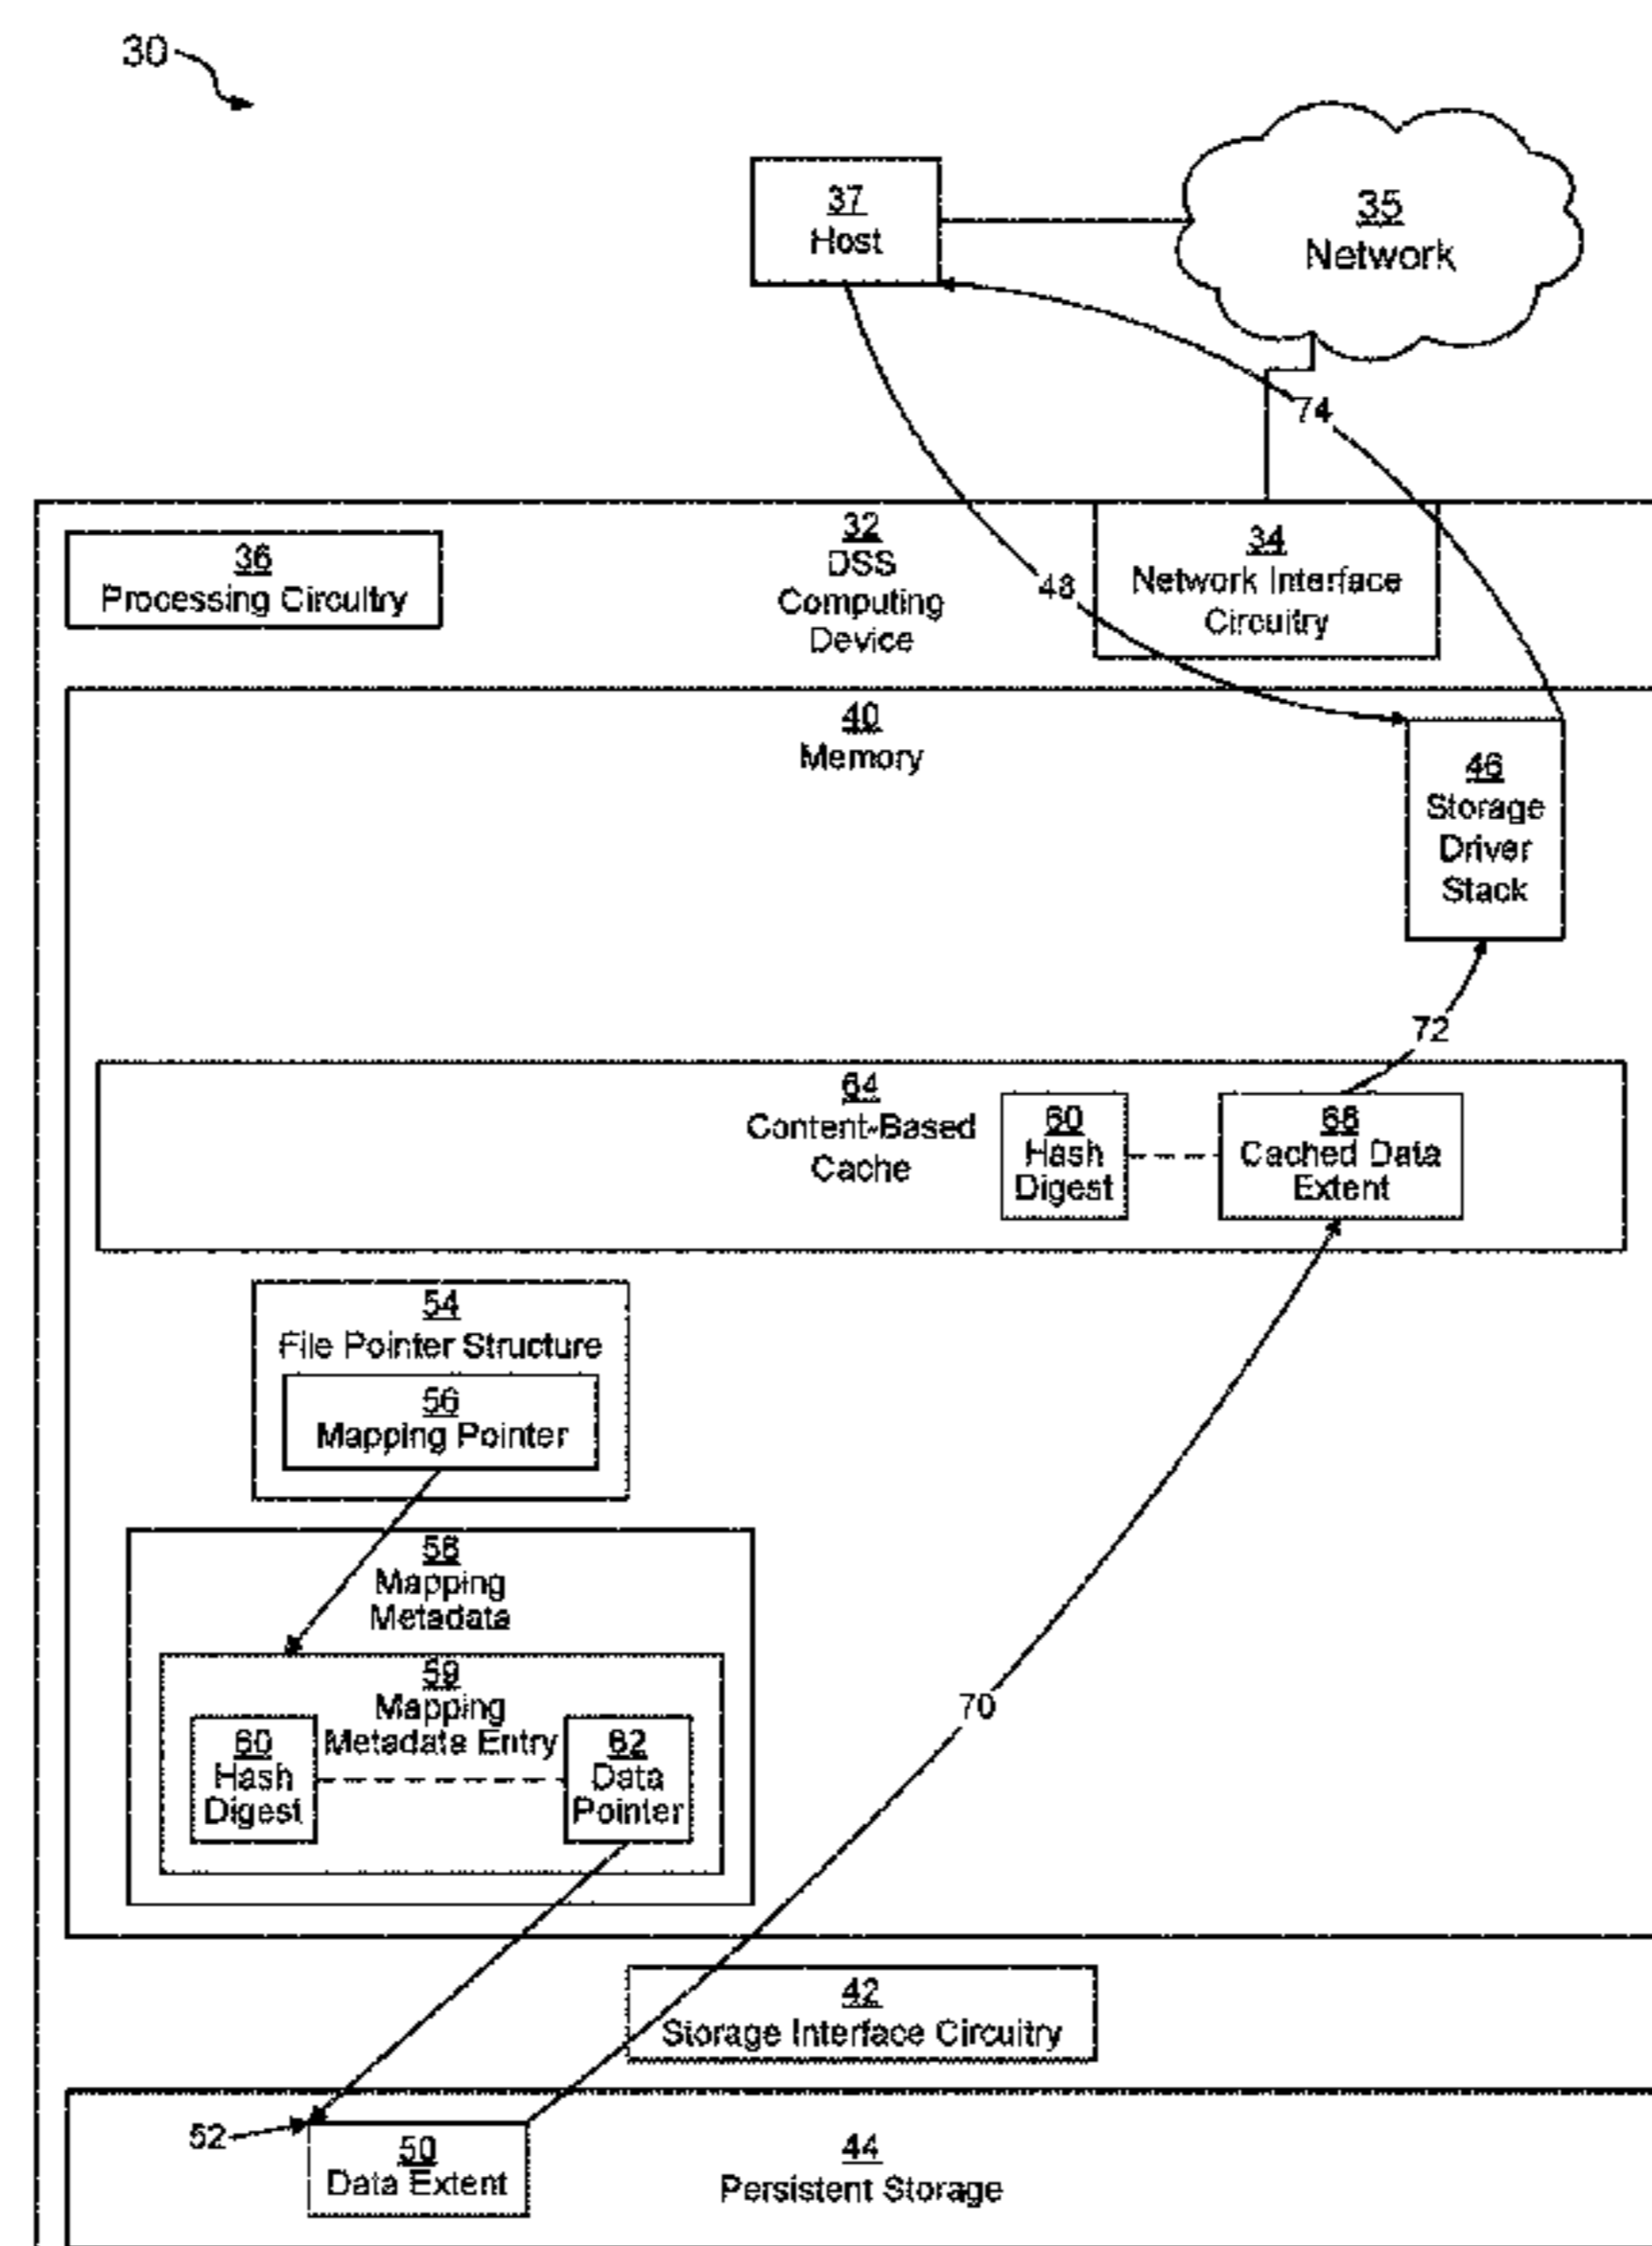 30
37
Host
35
Network
74
36
Processing Circuitry
32
DSS
Computing
Device
48
34
Network Interface
Circuitry
40
Memory
46
Storage
Driver
Stack
72
64
Content-Based
Cache
60
Hash
Digest
68
Cached Data
Extent
54
File Pointer Structure
56
Mapping Pointer
58
Mapping
Metadata
59
Mapping
Metadate Entry
60
Hash
Digest
62
Data
Pointer
70
42
Storage Interface Circuitry
52
50
Data Extent
44
Persistent Storage